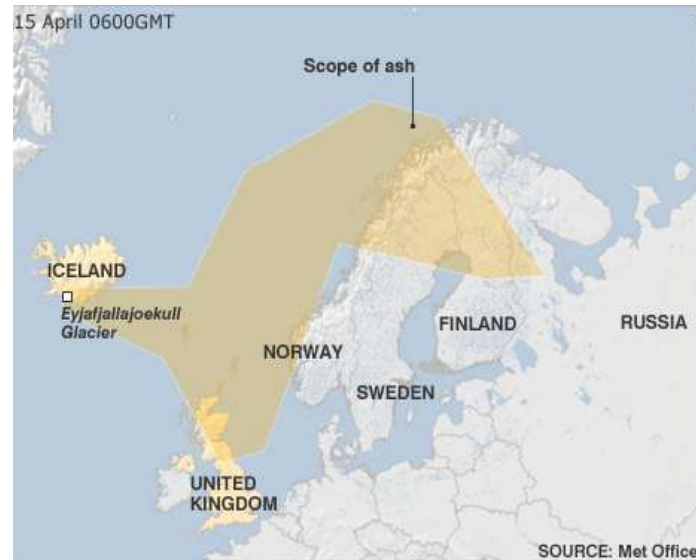 15 April 0600GMT
Scope of ash
ICELAND
Eyjafjallajoekull
Glacier
NORWAY
FINLAND
RUSSIA
SWEDEN
UNITED
KINGDOM
SOURCE: Met Office